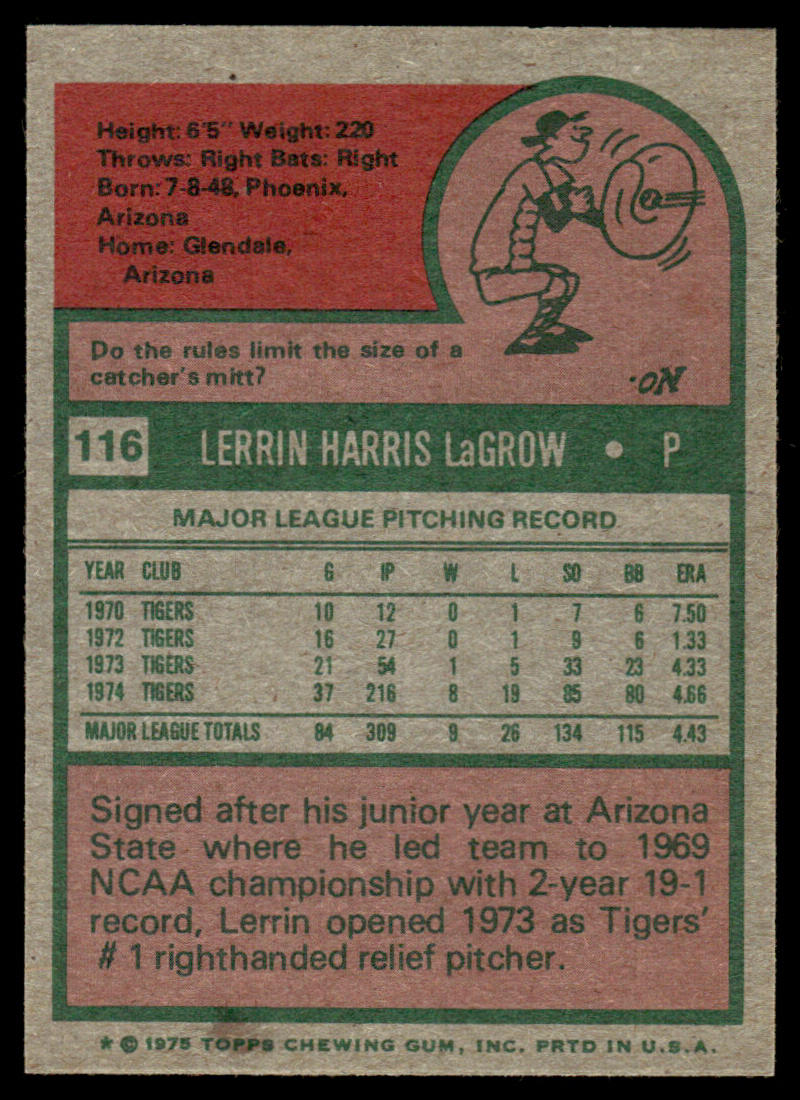 Height: 6'5" Weight: 220
Throws: Right Bats: Right
Born: 7-8-48, Phoenix,
Arizona
Home: Glendale,
Arizona
Do the rules limit the size of a
catcher's mitt?
No.
116 LERRIN HARRIS LaGROW • P
MAJOR LEAGUE PITCHING RECORD
YEAR CLUB G IP W L SO BB ERA
1970 TIGERS 10 12 0 1 7 6 7.50
1972 TIGERS 16 27 0 1 9 6 1.33
1973 TIGERS 21 54 1 5 33 23 4.33
1974 TIGERS 37 216 8 19 85 80 4.66
MAJOR LEAGUE TOTALS 84 309 9 26 134 115 4.43
Signed after his junior year at Arizona
State where he led team to 1969
NCAA championship with 2-year 19-1
record, Lerrin opened 1973 as Tigers'
# 1 righthanded relief pitcher.
* © 1975 TOPPS CHEWING GUM, INC. PRTD IN U.S.A.